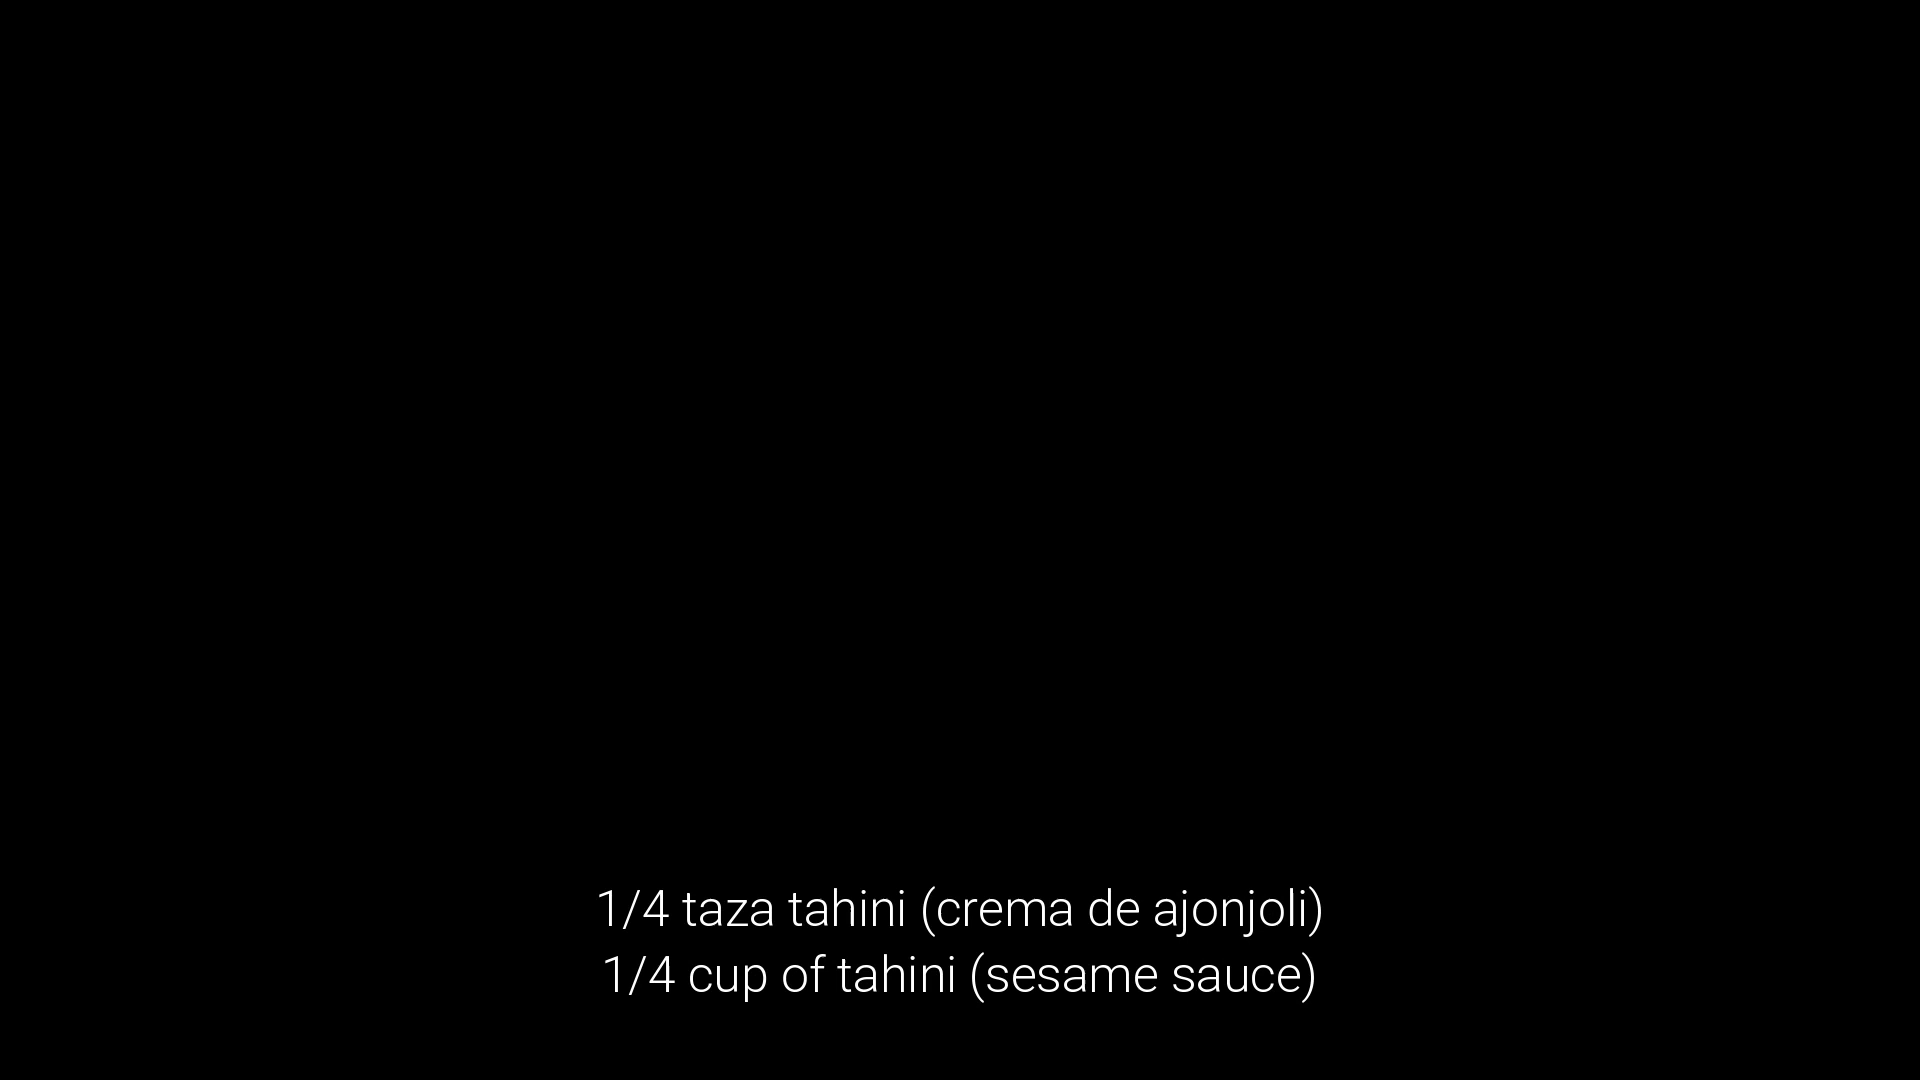 1/4 taza tahini (crema de ajonjoli)
1/4 cup of tahini (sesame sauce)